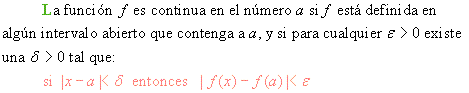 La función f es continua en el número a si f está definida en
algún intervalo abierto que contenga a a, y si para cualquier ε > 0 existe
una δ > 0 tal que:
si |x − a|< δ entonces | f(x) − f(a)|< ε